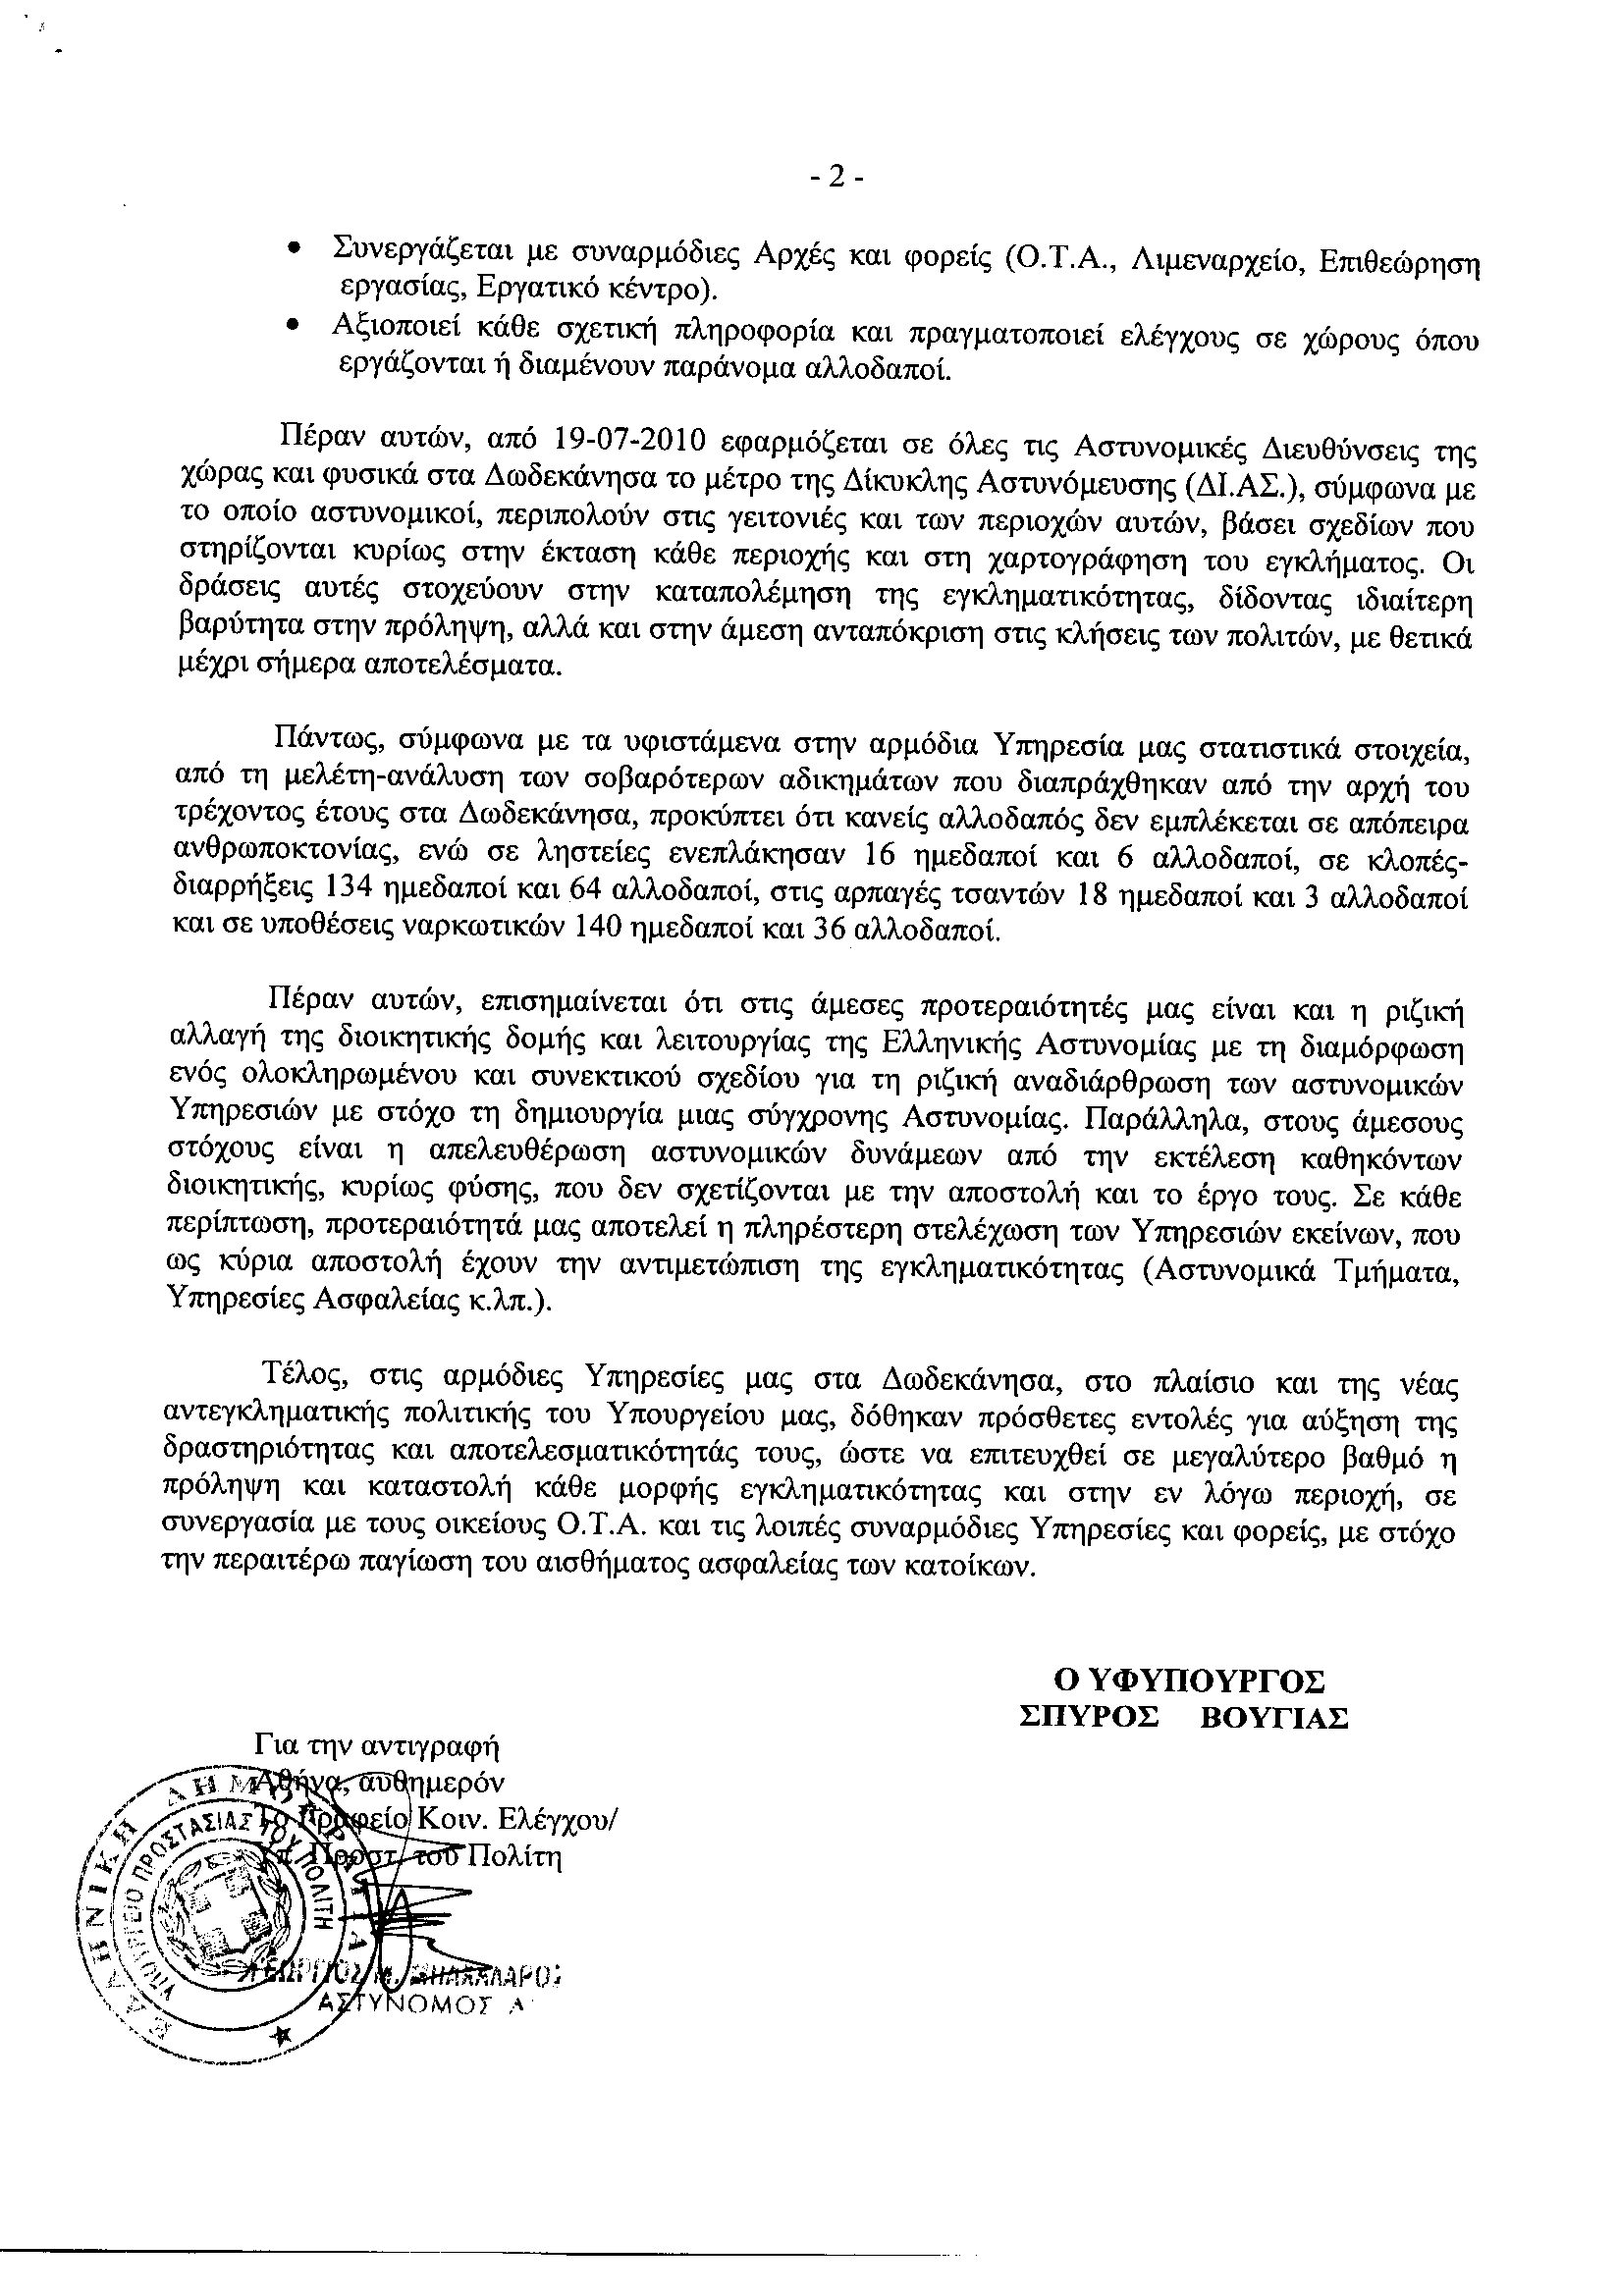 - 2 -
• Συνεργάζεται με συναρμόδιες Αρχές και φορείς (Ο.Τ.Α., Λιμεναρχείο, Επιθεώρηση
εργασίας, Εργατικό κέντρο).
• Αξιοποιεί κάθε σχετική πληροφορία και πραγματοποιεί ελέγχους σε χώρους όπου
εργάζονται ή διαμένουν παράνομα αλλοδαποί.
Πέραν αυτών, από 19-07-2010 εφαρμόζεται σε όλες τις Αστυνομικές Διευθύνσεις της
χώρας και φυσικά στα Δωδεκάνησα το μέτρο της Δίκυκλης Αστυνόμευσης (ΔΙ.ΑΣ.), σύμφωνα με
το οποίο αστυνομικοί, περιπολούν στις γειτονιές και των περιοχών αυτών, βάσει σχεδίων που
στηρίζονται κυρίως στην έκταση κάθε περιοχής και στη χαρτογράφηση του εγκλήματος. Οι
δράσεις αυτές στοχεύουν στην καταπολέμηση της εγκληματικότητας, δίδοντας ιδιαίτερη
βαρύτητα στην πρόληψη, αλλά και στην άμεση ανταπόκριση στις κλήσεις των πολιτών, με θετικά
μέχρι σήμερα αποτελέσματα.
Πάντως, σύμφωνα με τα υφιστάμενα στην αρμόδια Υπηρεσία μας στατιστικά στοιχεία,
από τη μελέτη-ανάλυση των σοβαρότερων αδικημάτων που διαπράχθηκαν από την αρχή του
τρέχοντος έτους στα Δωδεκάνησα, προκύπτει ότι κανείς αλλοδαπός δεν εμπλέκεται σε απόπειρα
ανθρωποκτονίας, ενώ σε ληστείες ενεπλάκησαν 16 ημεδαποί και 6 αλλοδαποί, σε κλοπές-
διαρρήξεις 134 ημεδαποί και 64 αλλοδαποί, στις αρπαγές τσαντών 18 ημεδαποί και 3 αλλοδαποί
και σε υποθέσεις ναρκωτικών 140 ημεδαποί και 36 αλλοδαποί.
Πέραν αυτών, επισημαίνεται ότι στις άμεσες προτεραιότητές μας είναι και η ριζική
αλλαγή της διοικητικής δομής και λειτουργίας της Ελληνικής Αστυνομίας με τη διαμόρφωση
ενός ολοκληρωμένου και συνεκτικού σχεδίου για τη ριζική αναδιάρθρωση των αστυνομικών
Υπηρεσιών με στόχο τη δημιουργία μιας σύγχρονης Αστυνομίας. Παράλληλα, στους άμεσους
στόχους είναι η απελευθέρωση αστυνομικών δυνάμεων από την εκτέλεση καθηκόντων
διοικητικής, κυρίως φύσης, που δεν σχετίζονται με την αποστολή και το έργο τους. Σε κάθε
περίπτωση, προτεραιότητά μας αποτελεί η πληρέστερη στελέχωση των Υπηρεσιών εκείνων, που
ως κύρια αποστολή έχουν την αντιμετώπιση της εγκληματικότητας (Αστυνομικά Τμήματα,
Υπηρεσίες Ασφαλείας κ.λπ.).
Τέλος, στις αρμόδιες Υπηρεσίες μας στα Δωδεκάνησα, στο πλαίσιο και της νέας
αντεγκληματικής πολιτικής του Υπουργείου μας, δόθηκαν πρόσθετες εντολές για αύξηση της
δραστηριότητας και αποτελεσματικότητάς τους, ώστε να επιτευχθεί σε μεγαλύτερο βαθμό η
πρόληψη και καταστολή κάθε μορφής εγκληματικότητας και στην εν λόγω περιοχή, σε
συνεργασία με τους οικείους Ο.Τ.Α. και τις λοιπές συναρμόδιες Υπηρεσίες και φορείς, με στόχο
την περαιτέρω παγίωση του αισθήματος ασφαλείας των κατοίκων.
Ο ΥΦΥΠΟΥΡΓΟΣ
ΣΠΥΡΟΣ ΒΟΥΓΙΑΣ
Για την αντιγραφή
Αθήνα, αυθημερόν
Το Γραφείο Κοιν. Ελέγχου/
Υπ. Προστ. του Πολίτη
ΕΛΛΗΝΙΚΗ ΔΗΜΟΚΡΑΤΙΑ
ΥΠΟΥΡΓΕΙΟ ΠΡΟΣΤΑΣΙΑΣ ΤΟΥ ΠΟΛΙΤΗ
ΓΕΩΡΓΙΟΣ Μ.
ΑΣΤΥΝΟΜΟΣ Α'